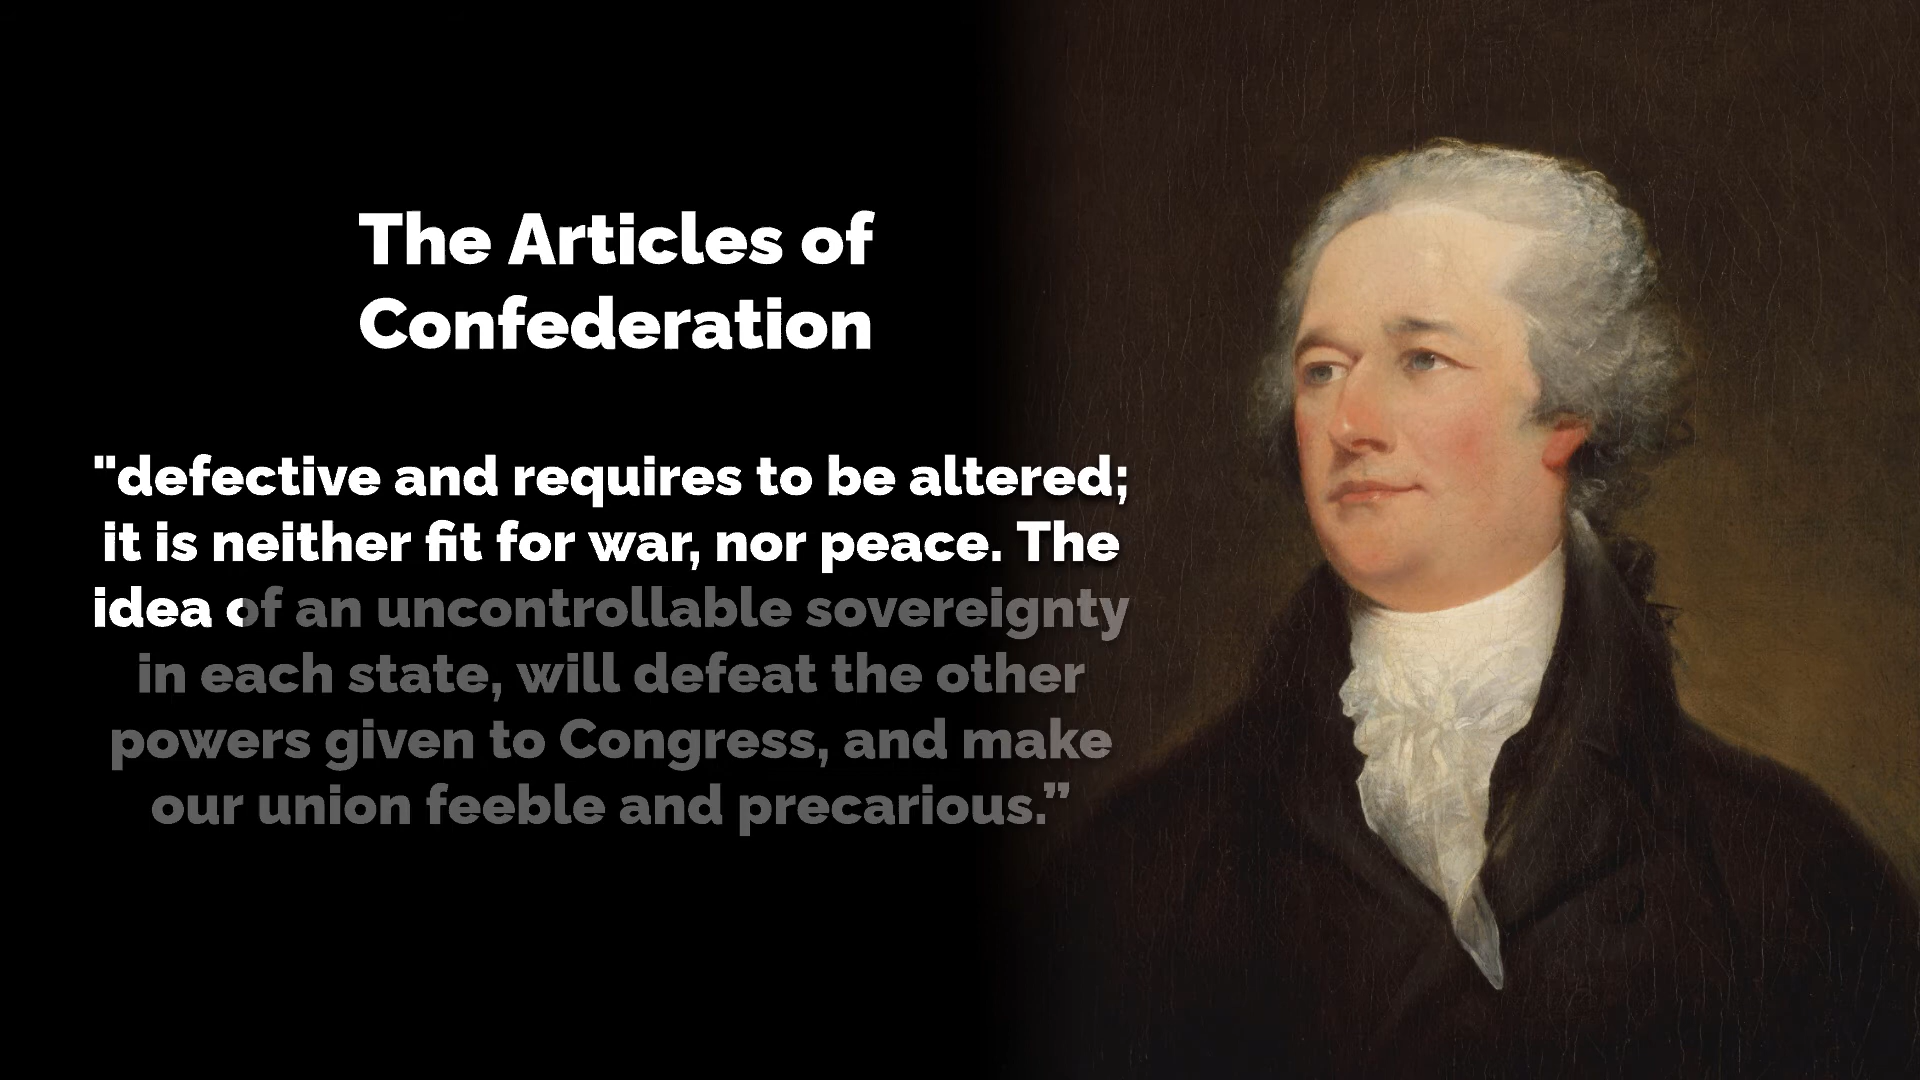 The Articles of
Confederation
"defective and requires to be altered;
it is neither fit for war, nor peace. The
idea of an uncontrollable sovereignty
in each state, will defeat the other
powers given to Congress, and make
our union feeble and precarious.”